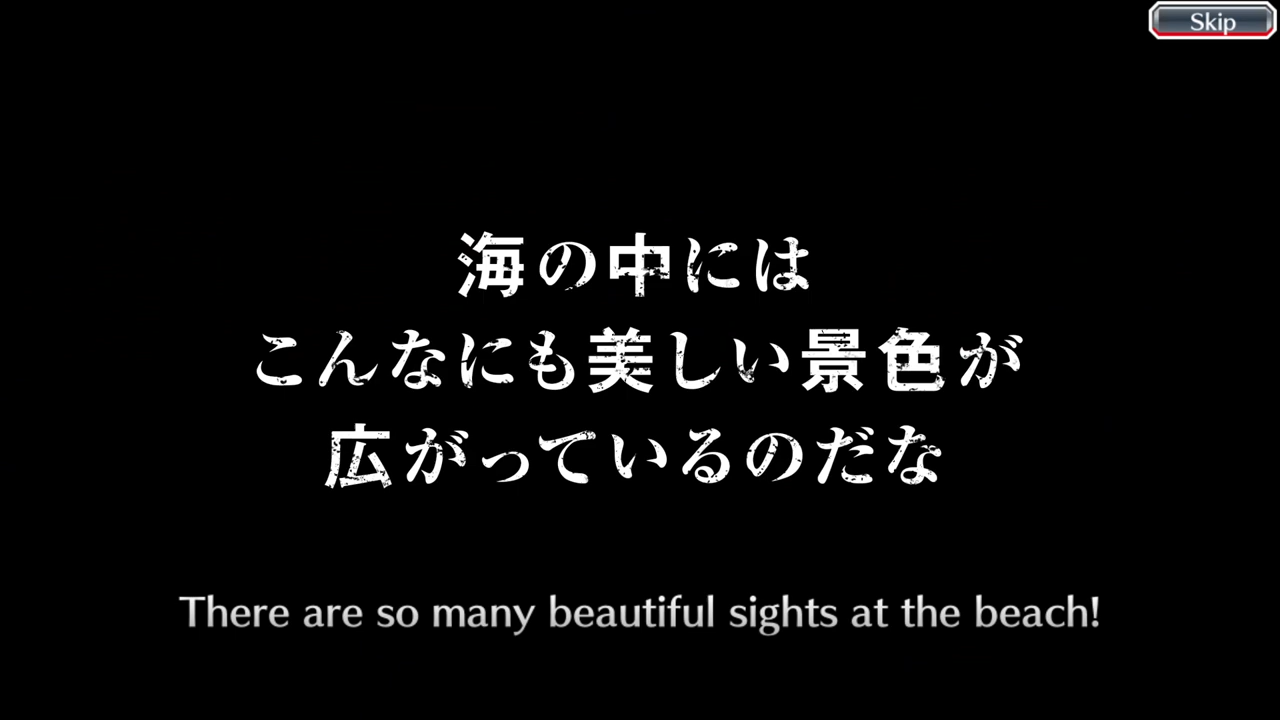 Skip
海の中には
こんなにも美しい景色が
広がっているのだな
There are so many beautiful sights at the beach!